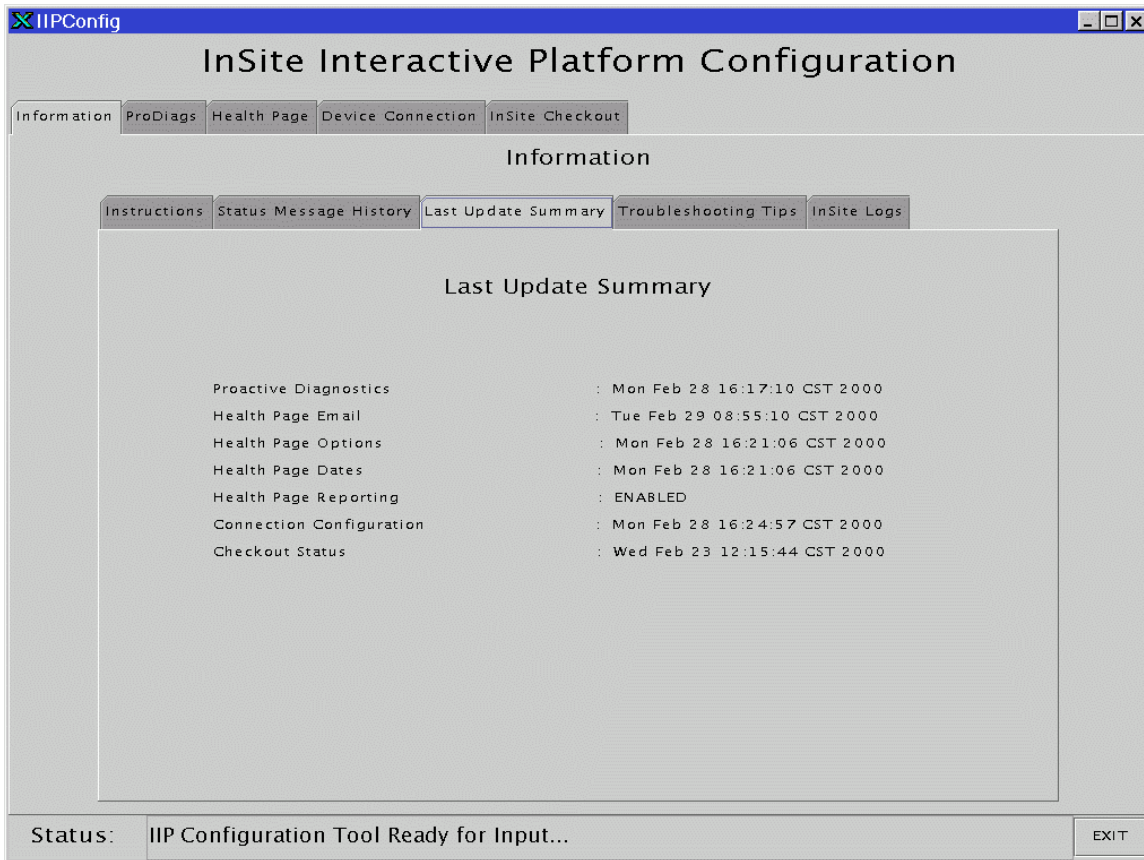 IIPConfig
InSite Interactive Platform Configuration
Information ProDiags Health Page Device Connection InSite Checkout
Information
Instructions Status Message History Last Update Summary Troubleshooting Tips InSite Logs
Last Update Summary
Proactive Diagnostics : Mon Feb 28 16:17:10 CST 2000
Health Page Email : Tue Feb 29 08:55:10 CST 2000
Health Page Options : Mon Feb 28 16:21:06 CST 2000
Health Page Dates : Mon Feb 28 16:21:06 CST 2000
Health Page Reporting : ENABLED
Connection Configuration : Mon Feb 28 16:24:57 CST 2000
Checkout Status : Wed Feb 23 12:15:44 CST 2000
Status: IIP Configuration Tool Ready for Input... EXIT